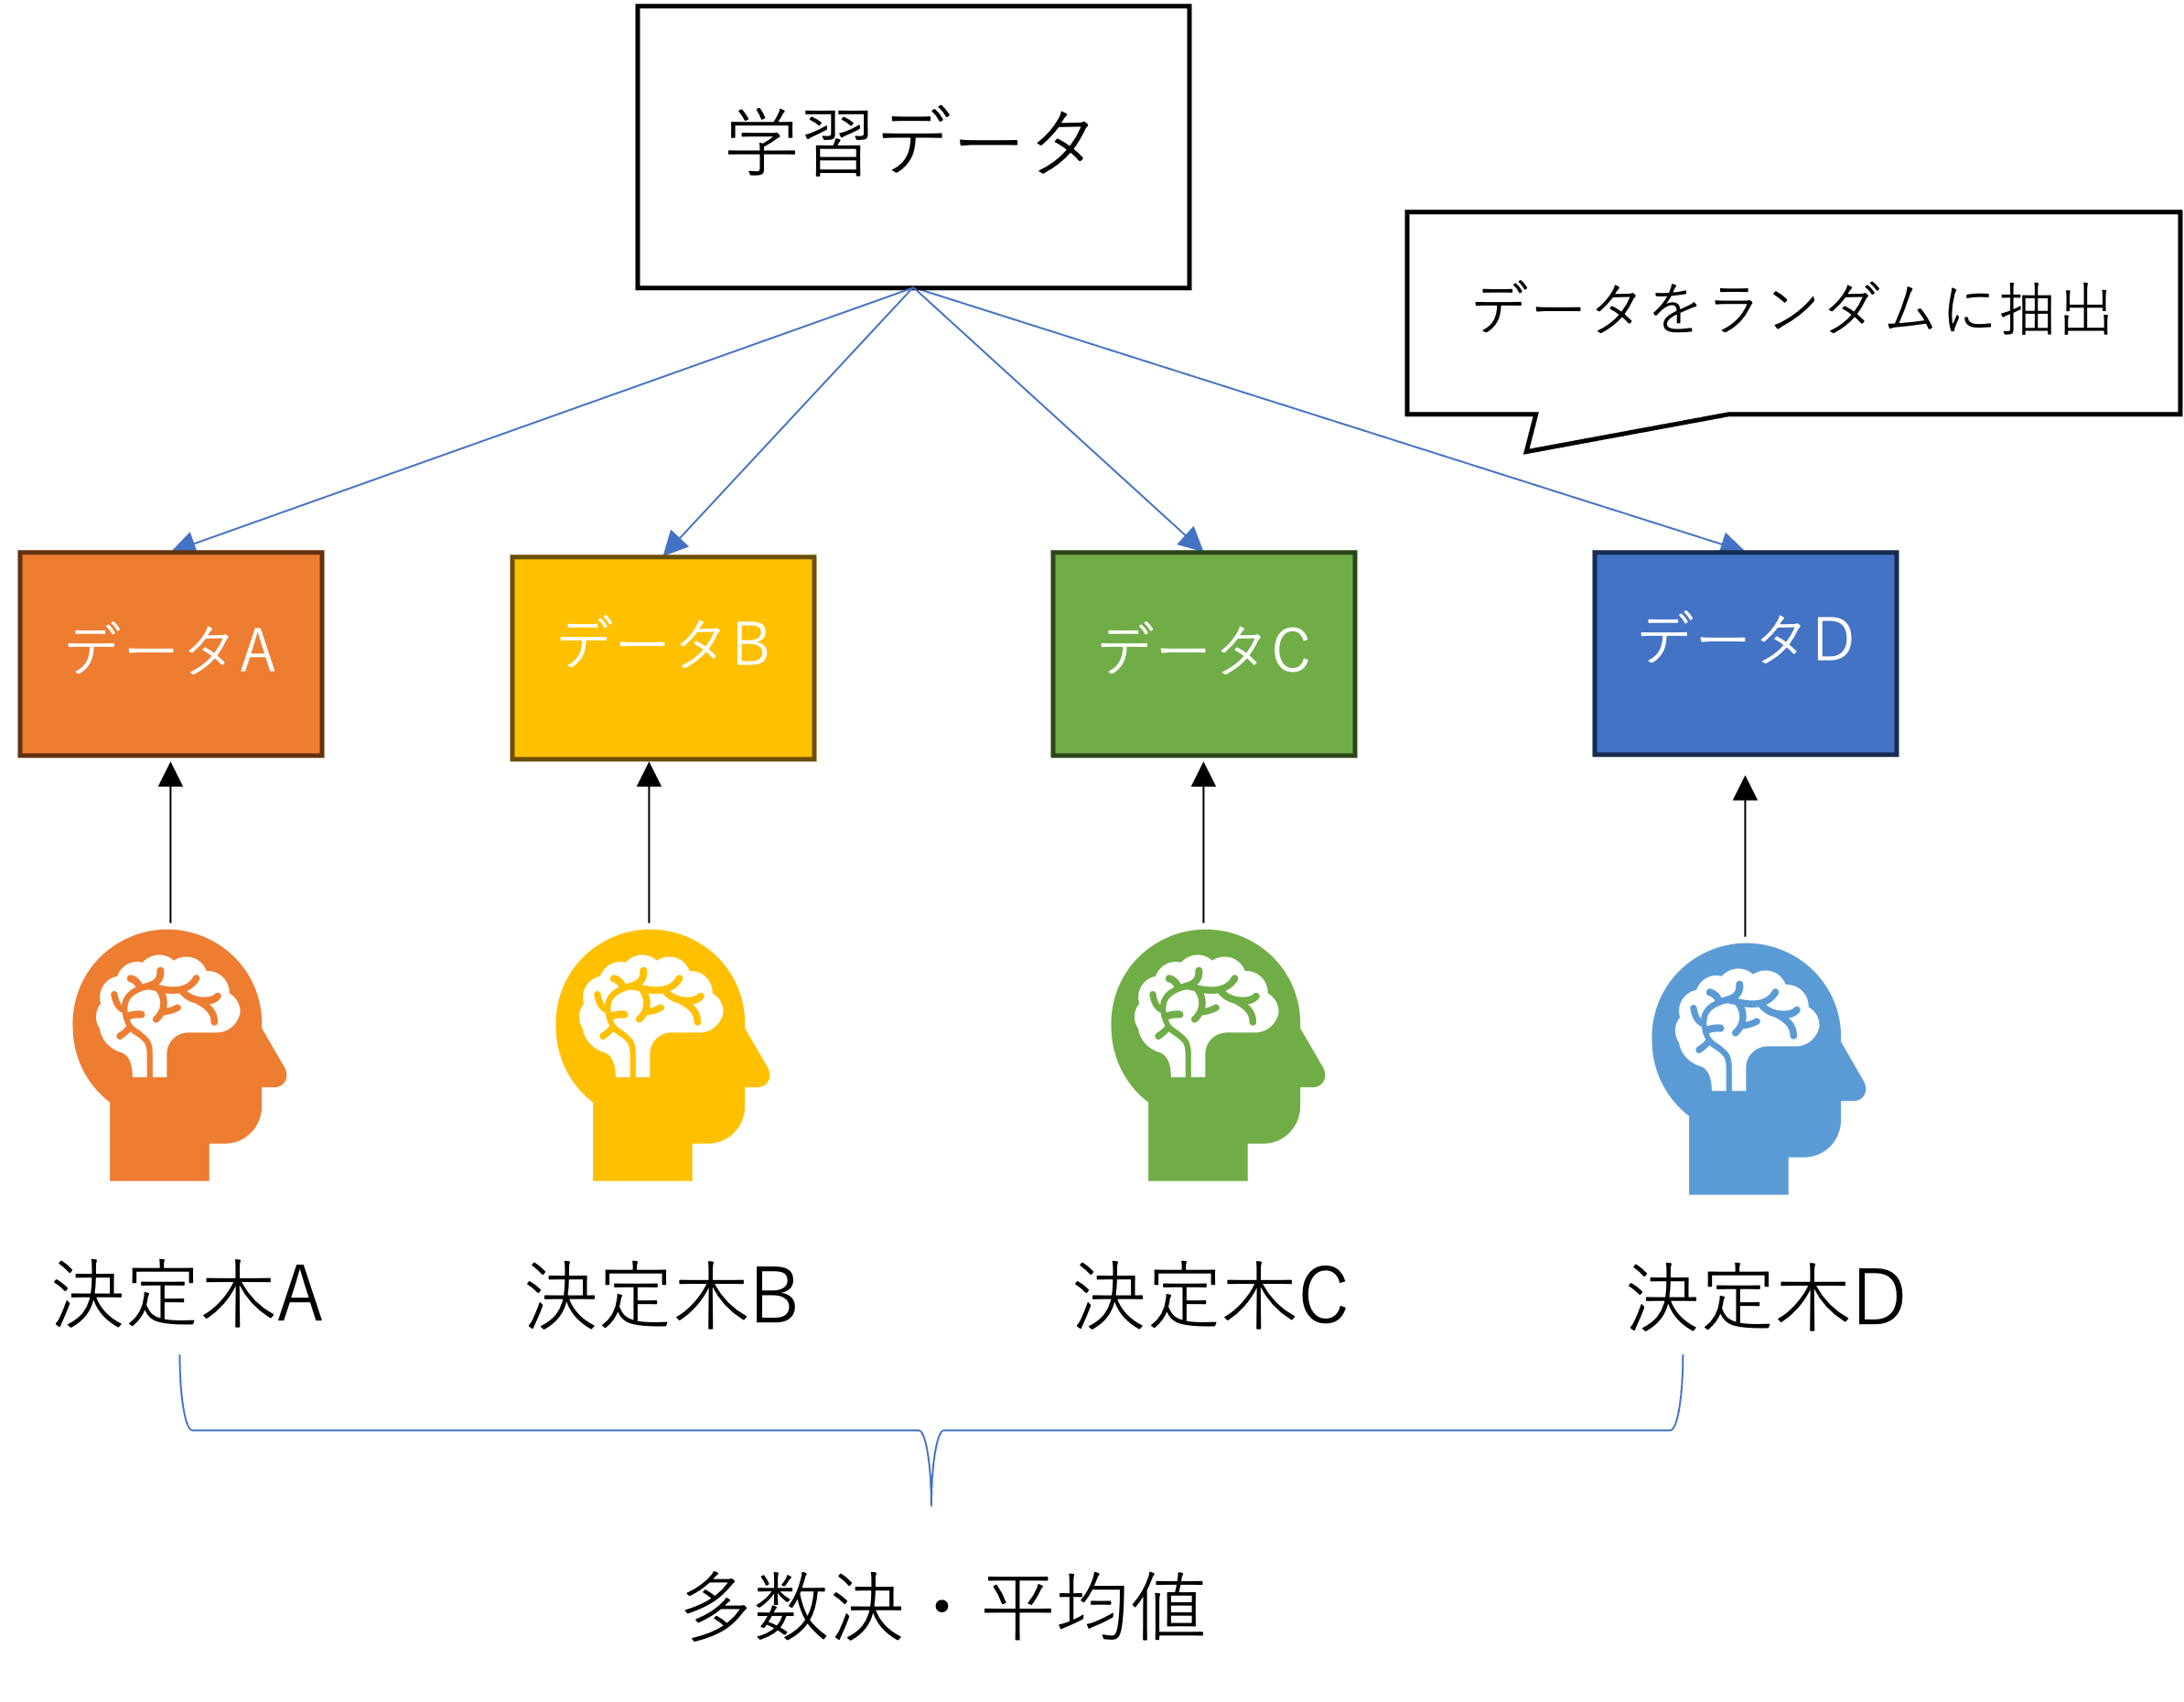 学習データ
データをランダムに抽出
データA
データB
データC
データD
決定木A
決定木B
決定木C
決定木D
多数決・平均値